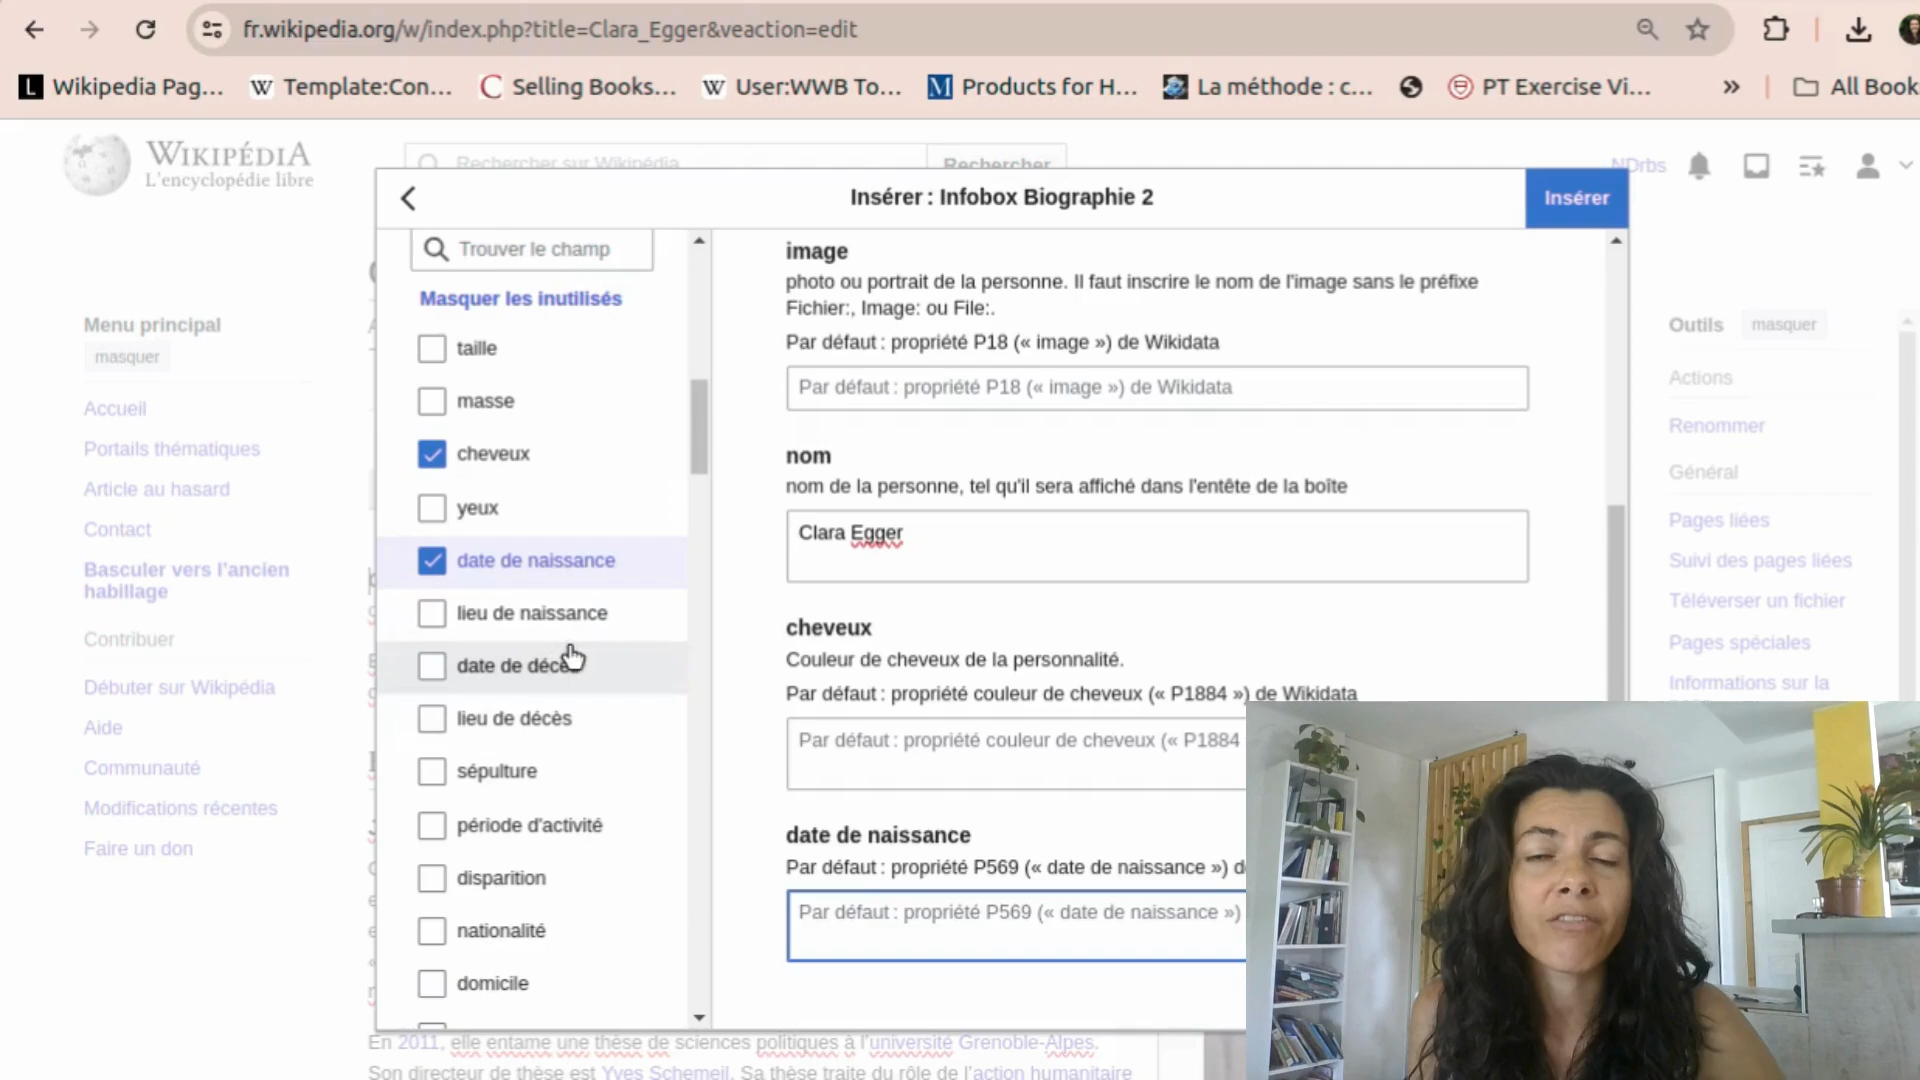 fr.wikipedia.org/w/index.php?title=Clara_Egger&veaction=edit
L Wikipedia Pag...
W Template:Con...
Selling Books...
W User:WWB To...
M Products for H...
La méthode : c...
PT Exercise Vi...
»
All Book
WIKIPÉDIA
L'encyclopédie libre
Rechercher sur Wikipédia
Rechercher
NDrbs
Insérer : Infobox Biographie 2
Insérer
Menu principal
masquer
Accueil
Portails thématiques
Article au hasard
Contact
Basculer vers l'ancien
habillage
Contribuer
Débuter sur Wikipédia
Aide
Communauté
Modifications récentes
Faire un don
Trouver le champ
Masquer les inutilisés
taille
masse
cheveux
yeux
date de naissance
lieu de naissance
date de décè
lieu de décès
sépulture
période d'activité
disparition
nationalité
domicile
image
photo ou portrait de la personne. Il faut inscrire le nom de l'image sans le préfixe
Fichier:, Image: ou File:.
Par défaut : propriété P18 (« image ») de Wikidata
Par défaut : propriété P18 (« image ») de Wikidata
nom
nom de la personne, tel qu'il sera affiché dans l'entête de la boîte
Clara Egger
cheveux
Couleur de cheveux de la personnalité.
Par défaut : propriété couleur de cheveux (« P1884 ») de Wikidata
Par défaut : propriété couleur de cheveux (« P1884
date de naissance
Par défaut : propriété P569 (« date de naissance ») d
Par défaut : propriété P569 (« date de naissance »)
Outils
masquer
Actions
Renommer
Général
Pages liées
Suivi des pages liées
Téléverser un fichier
Pages spéciales
Informations sur la
En 2011, elle entame une thèse de sciences politiques à l'université Grenoble-Alpes.
Son directeur de thèse est Yves Schemeil. Sa thèse traite du rôle de l'action humanitaire